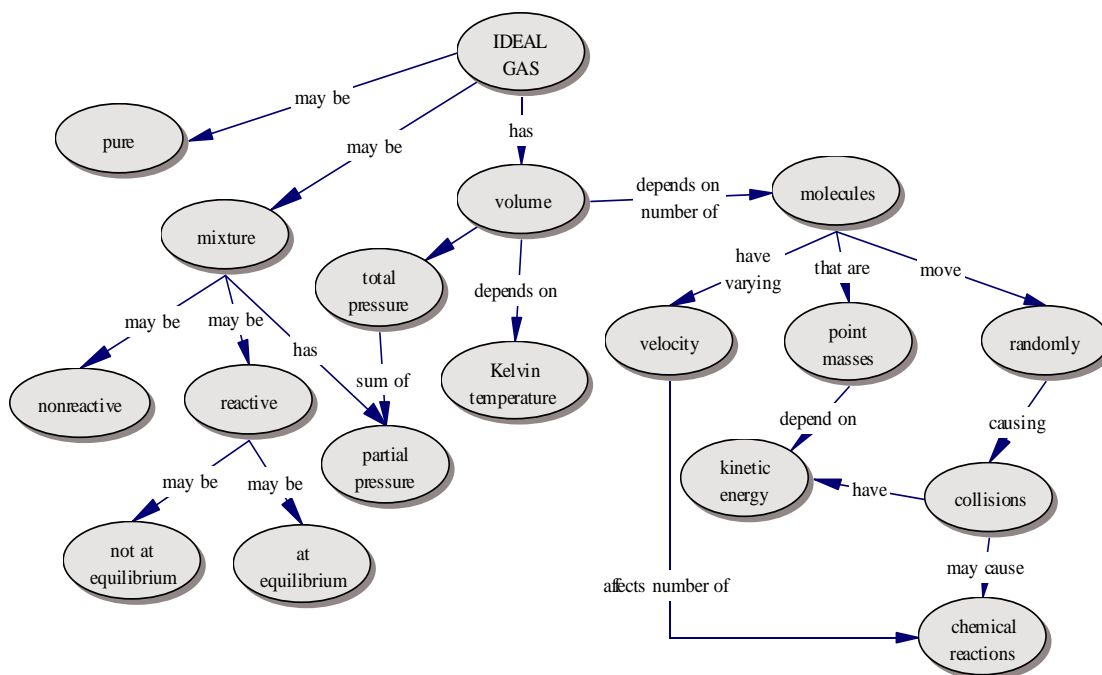 IDEAL
GAS
may be
pure
may be
has
depends on
number of
volume
molecules
mixture
have
varying
that are
move
total
pressure
depends on
may be
may be
has
velocity
point
masses
randomly
sum of
Kelvin
temperature
nonreactive
reactive
depend on
causing
partial
pressure
kinetic
energy
have
collisions
may be
may be
not at
equilibrium
at
equilibrium
affects number of
may cause
chemical
reactions